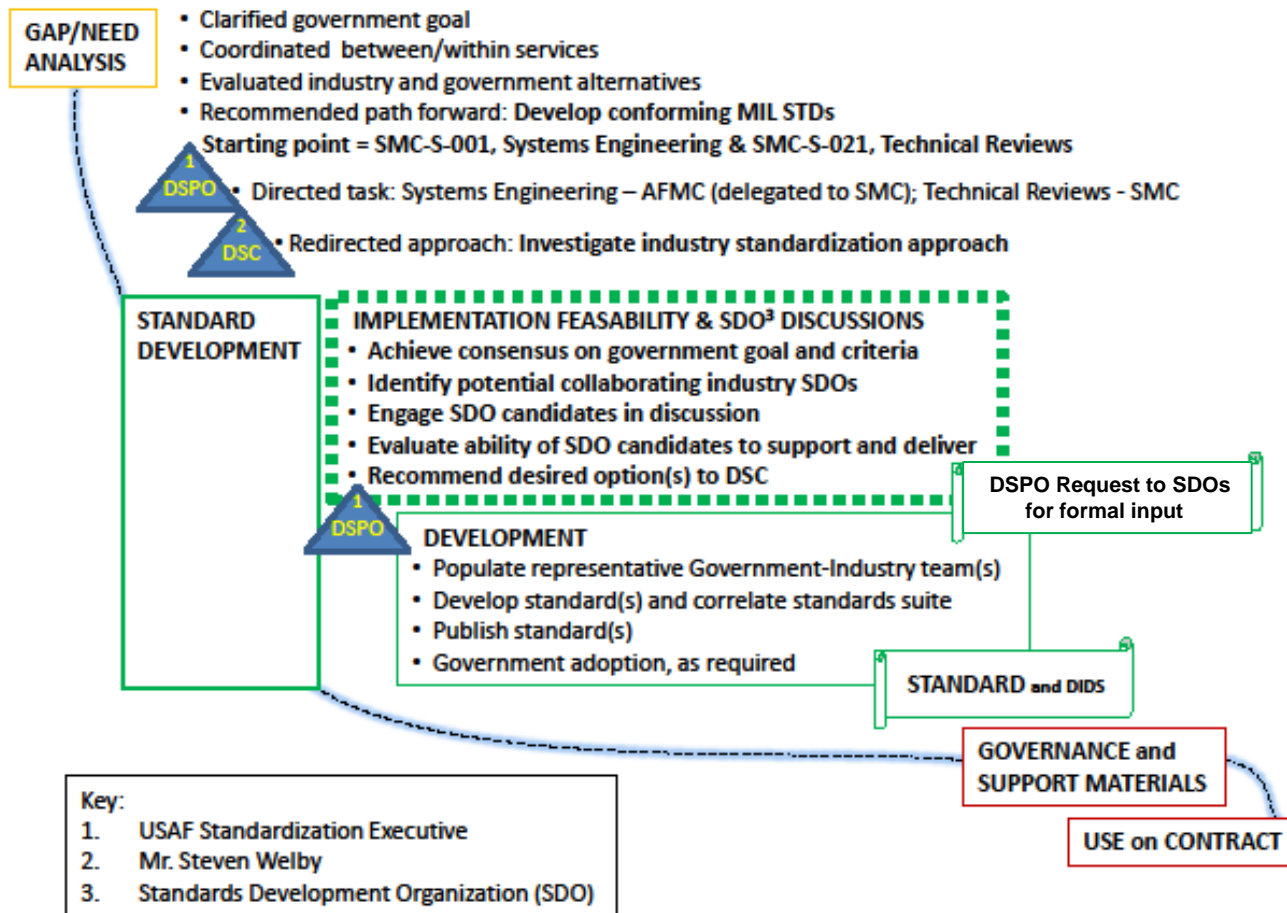 GAP/NEED
ANALYSIS
• Clarified government goal
• Coordinated between/within services
• Evaluated industry and government alternatives
• Recommended path forward: Develop conforming MIL STDs
Starting point = SMC-S-001, Systems Engineering & SMC-S-021, Technical Reviews
1
DSPO
• Directed task: Systems Engineering – AFMC (delegated to SMC); Technical Reviews - SMC
2
DSC
• Redirected approach: Investigate industry standardization approach
STANDARD
DEVELOPMENT
IMPLEMENTATION FEASABILITY & SDO³ DISCUSSIONS
• Achieve consensus on government goal and criteria
• Identify potential collaborating industry SDOs
• Engage SDO candidates in discussion
• Evaluate ability of SDO candidates to support and deliver
• Recommend desired option(s) to DSC
DSPO Request to SDOs
for formal input
1
DSPO
DEVELOPMENT
• Populate representative Government-Industry team(s)
• Develop standard(s) and correlate standards suite
• Publish standard(s)
• Government adoption, as required
STANDARD and DIDS
GOVERNANCE and
SUPPORT MATERIALS
USE on CONTRACT
Key:
1. USAF Standardization Executive
2. Mr. Steven Welby
3. Standards Development Organization (SDO)